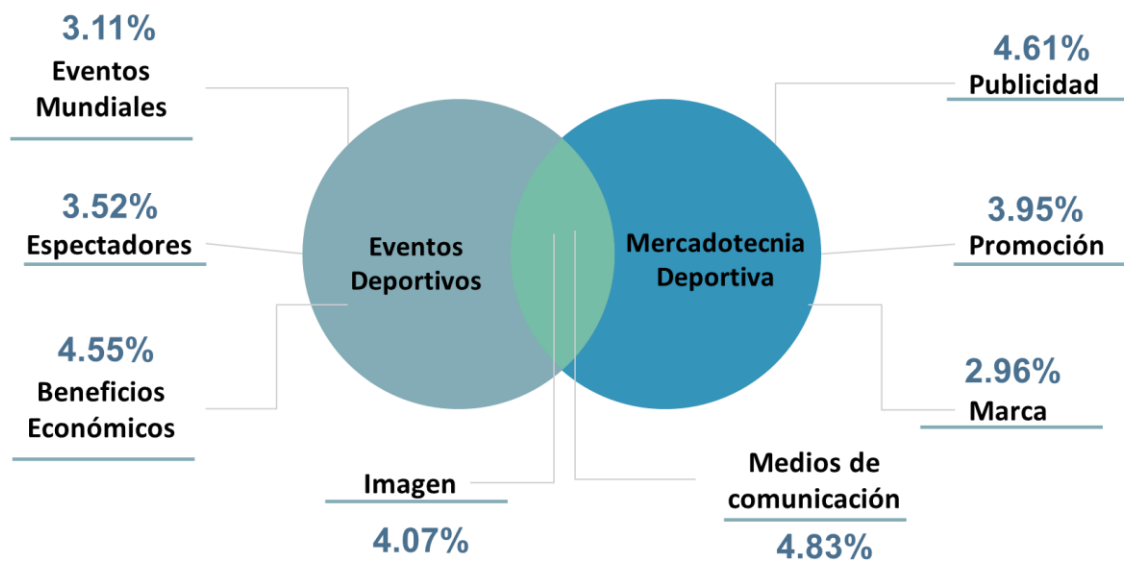 3.11%
Eventos
Mundiales
3.52%
Espectadores
4.55%
Beneficios
Económicos
Eventos
Deportivos
Mercadotecnia
Deportiva
4.61%
Publicidad
3.95%
Promoción
2.96%
Marca
Imagen
4.07%
Medios de
comunicación
4.83%